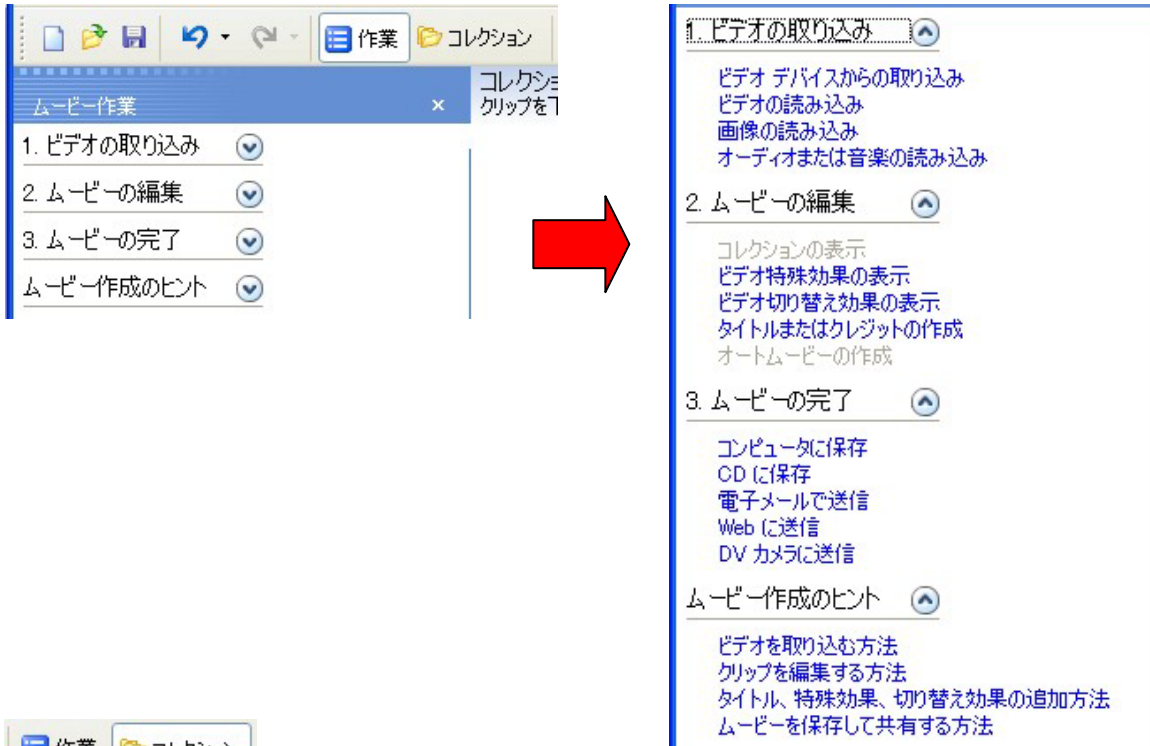 作業 コレクション
ムービー作業
コレクショ
クリップを
1. ビデオの取り込み
2. ムービーの編集
3. ムービーの完了
ムービー作成のヒント
1. ビデオの取り込み
ビデオ デバイスからの取り込み
ビデオの読み込み
画像の読み込み
オーディオまたは音楽の読み込み
2. ムービーの編集
コレクションの表示
ビデオ特殊効果の表示
ビデオ切り替え効果の表示
タイトルまたはクレジットの作成
オートムービーの作成
3. ムービーの完了
コンピュータに保存
CD に保存
電子メールで送信
Web に送信
DV カメラに送信
ムービー作成のヒント
ビデオを取り込む方法
クリップを編集する方法
タイトル、特殊効果、切り替え効果の追加方法
ムービーを保存して共有する方法
作業 コレクション